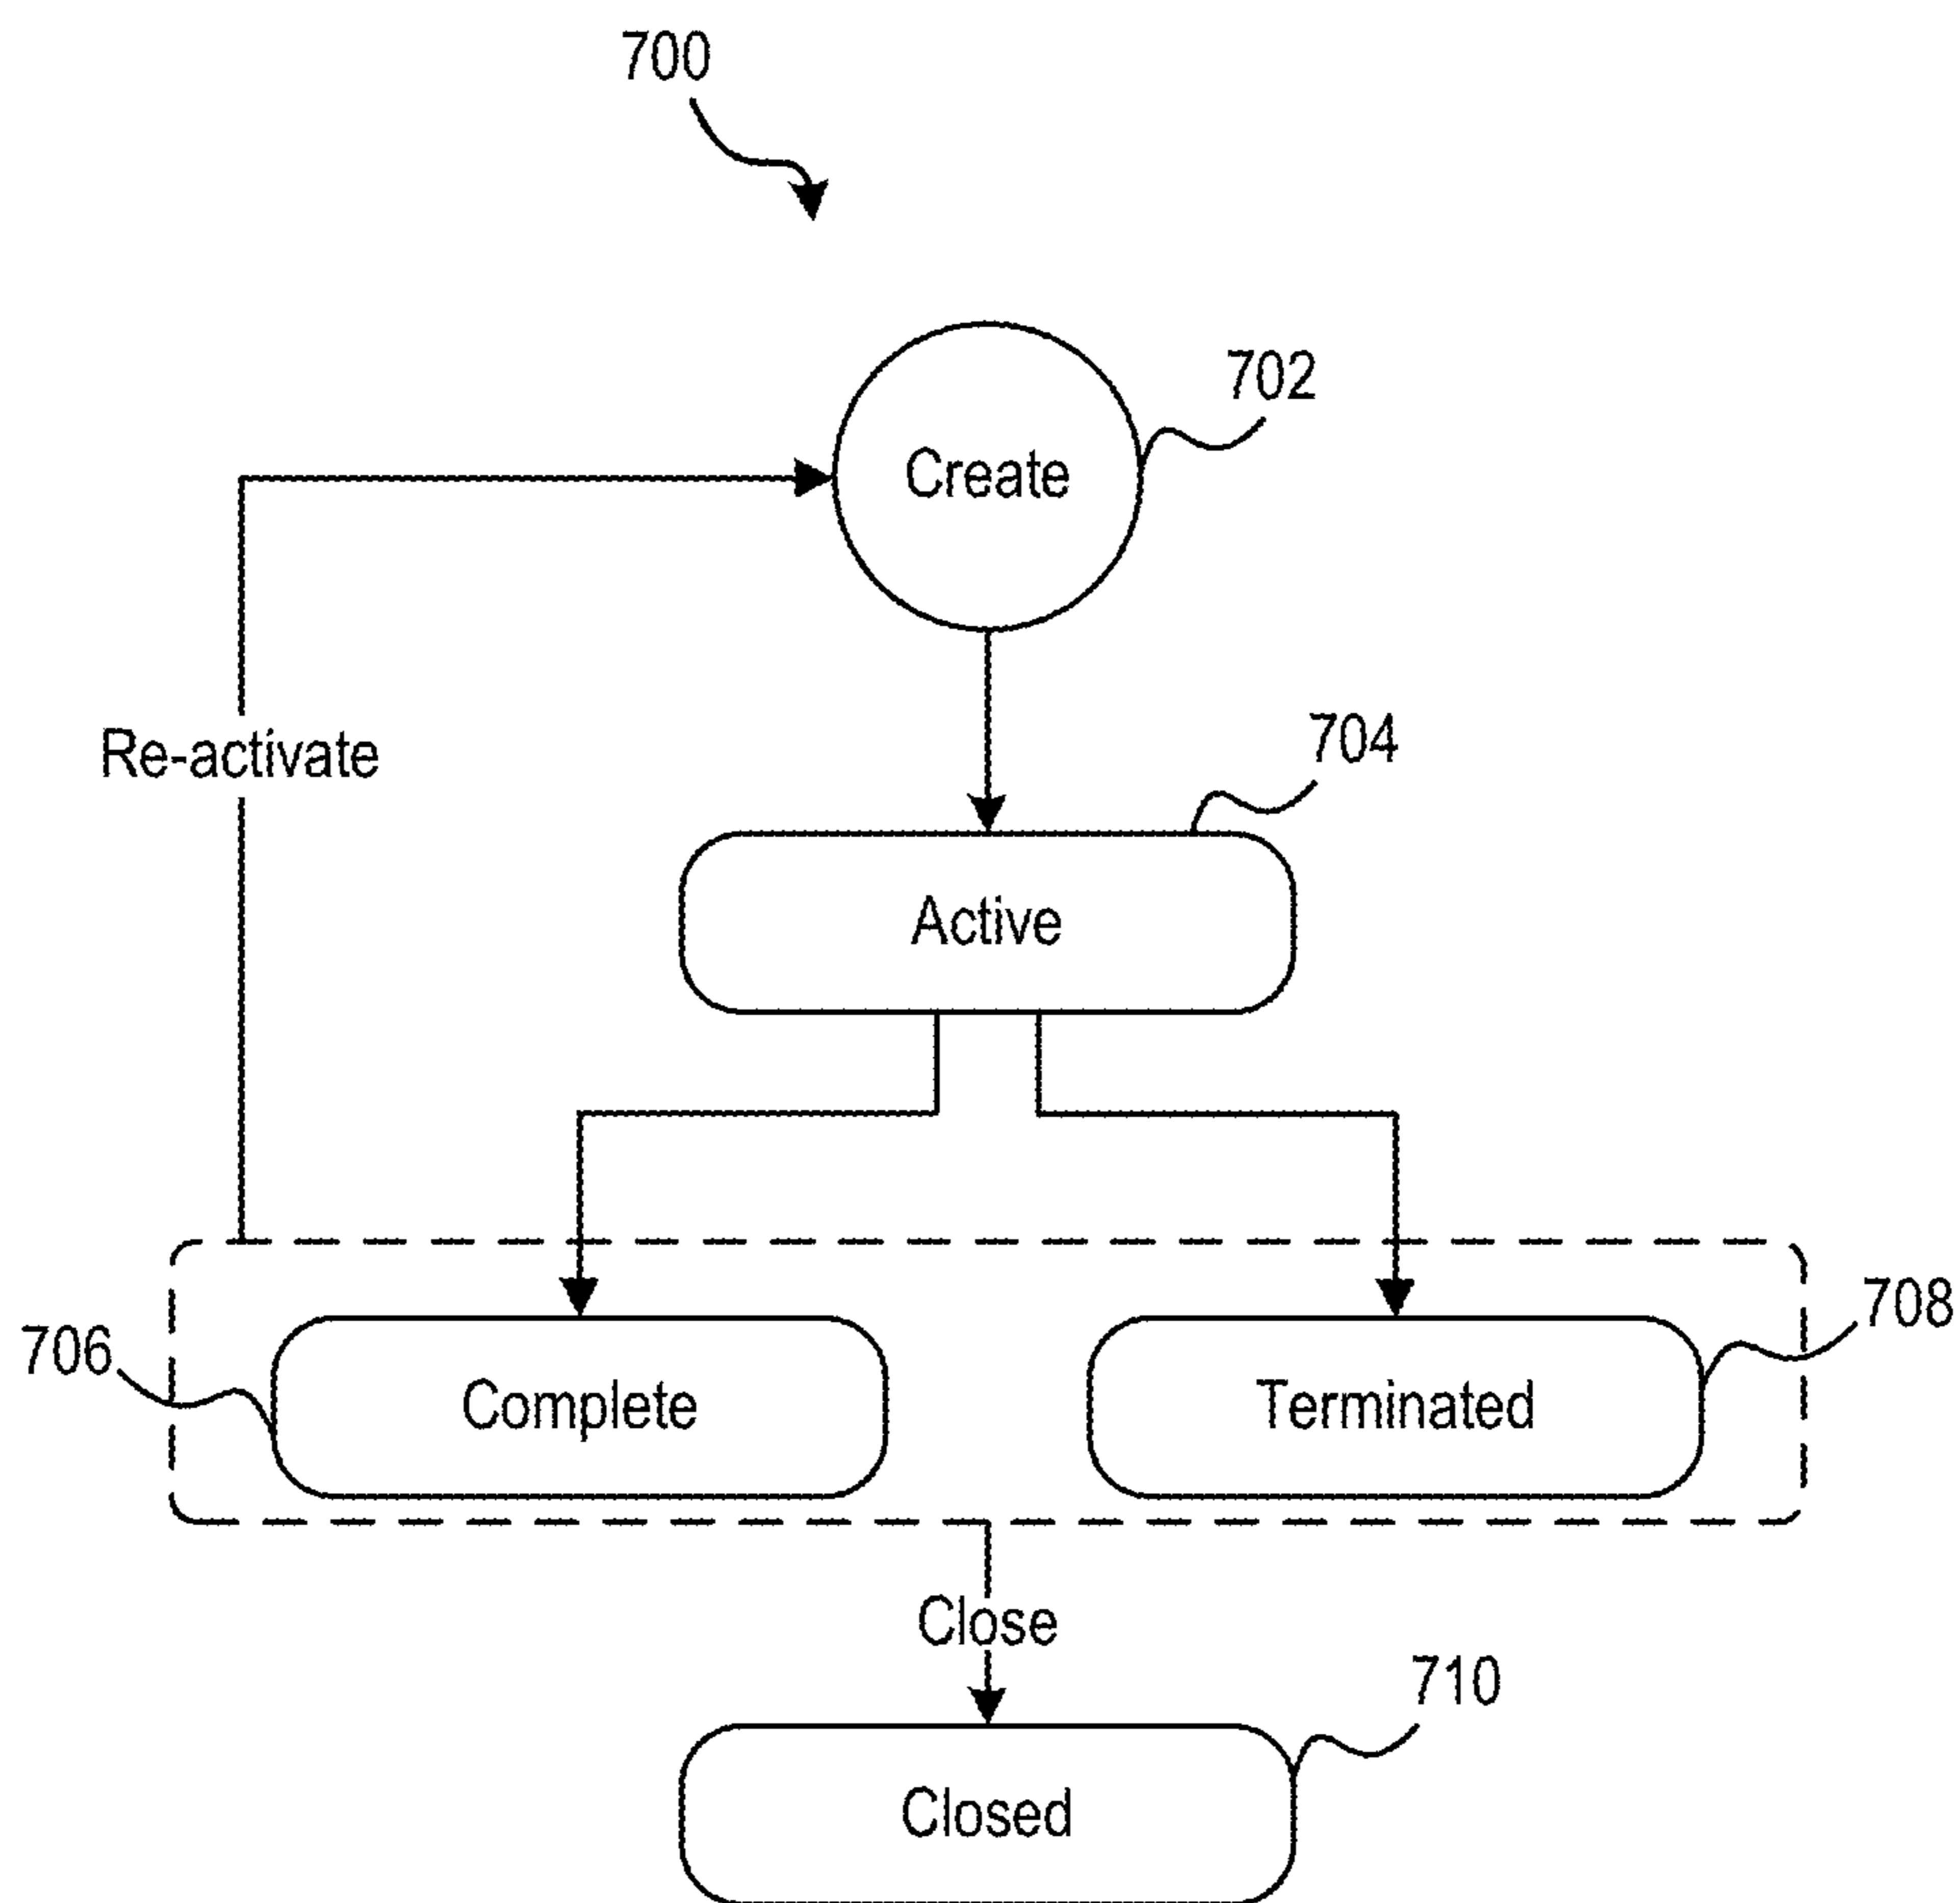 700
702
Create
Re-activate
704
Active
706
708
Complete
Terminated
Close
710
Closed